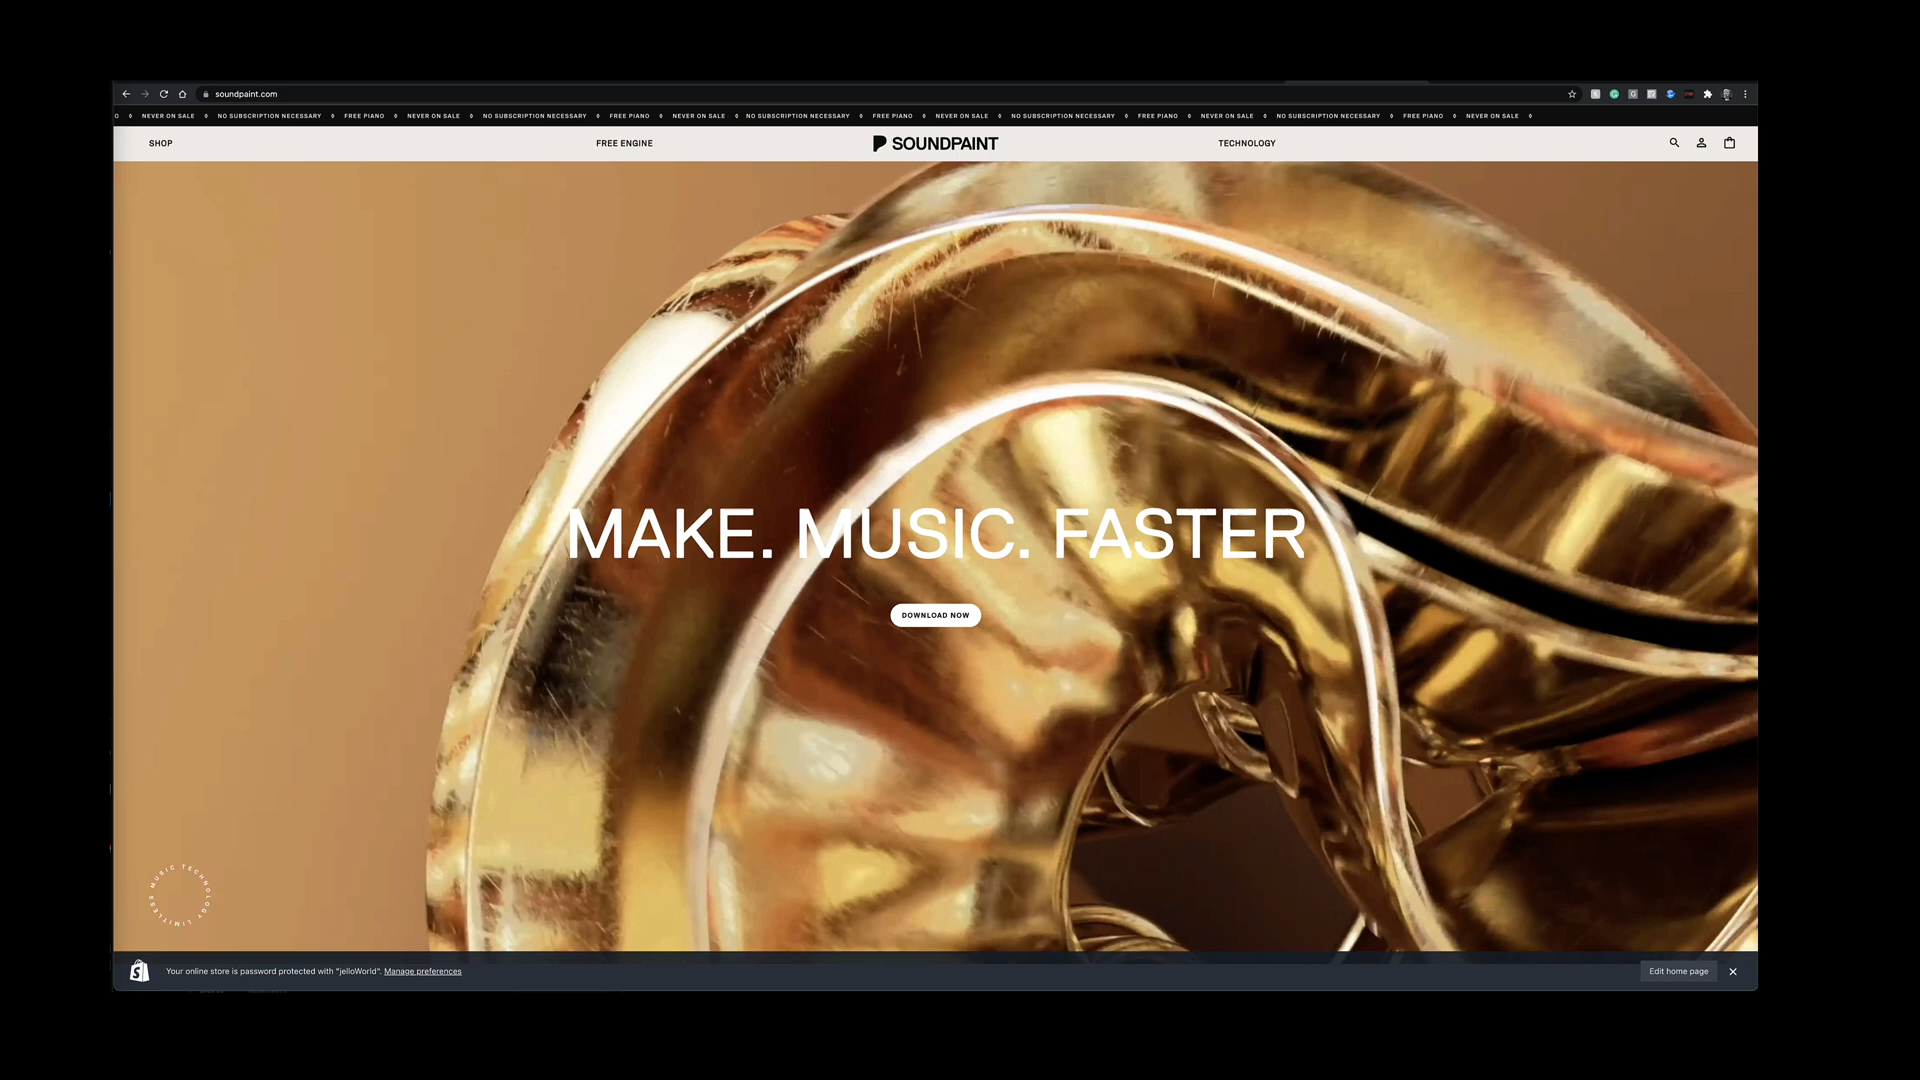 soundpaint.com
O ◊ NEVER ON SALE ◊ NO SUBSCRIPTION NECESSARY ◊ FREE PIANO ◊ NEVER ON SALE ◊ NO SUBSCRIPTION NECESSARY ◊ FREE PIANO ◊ NEVER ON SALE ◊ NO SUBSCRIPTION NECESSARY ◊ FREE PIANO ◊ NEVER ON SALE ◊ NO SUBSCRIPTION NECESSARY ◊ FREE PIANO ◊ NEVER ON SALE ◊ NO SUBSCRIPTION NECESSARY ◊ FREE PIANO ◊ NEVER ON SALE ◊
SHOP FREE ENGINE SOUNDPAINT TECHNOLOGY
MAKE. MUSIC. FASTER
DOWNLOAD NOW
LIMITLESS MUSIC TECHNOLOGY
Your online store is password protected with "jelloWorld". Manage preferences
Edit home page